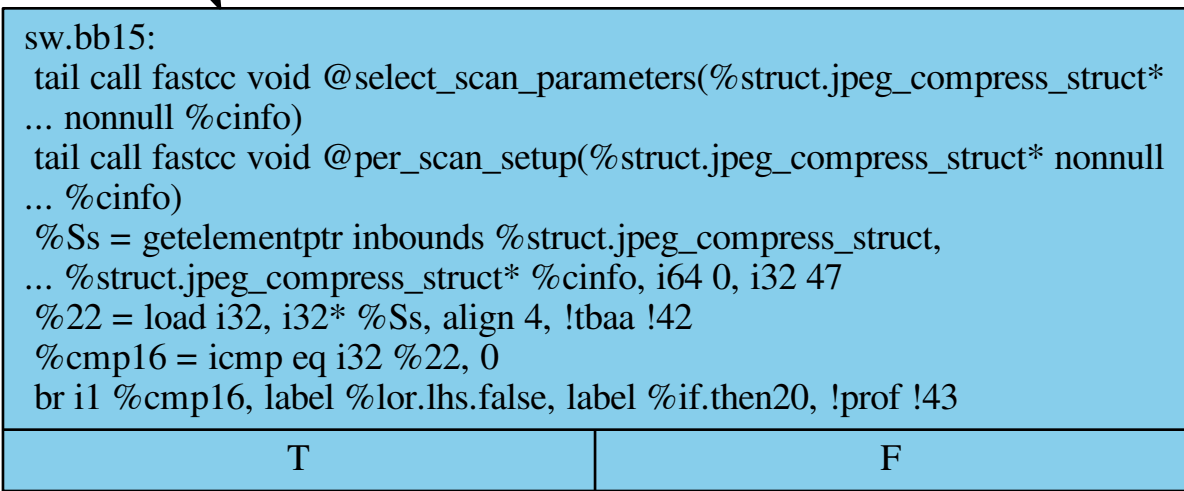 sw.bb15:
tail call fastcc void @select_scan_parameters(%struct.jpeg_compress_struct*
... nonnull %cinfo)
tail call fastcc void @per_scan_setup(%struct.jpeg_compress_struct* nonnull
... %cinfo)
%Ss = getelementptr inbounds %struct.jpeg_compress_struct,
... %struct.jpeg_compress_struct* %cinfo, i64 0, i32 47
%22 = load i32, i32* %Ss, align 4, !tbaa !42
%cmp16 = icmp eq i32 %22, 0
br i1 %cmp16, label %lor.lhs.false, label %if.then20, !prof !43
T F